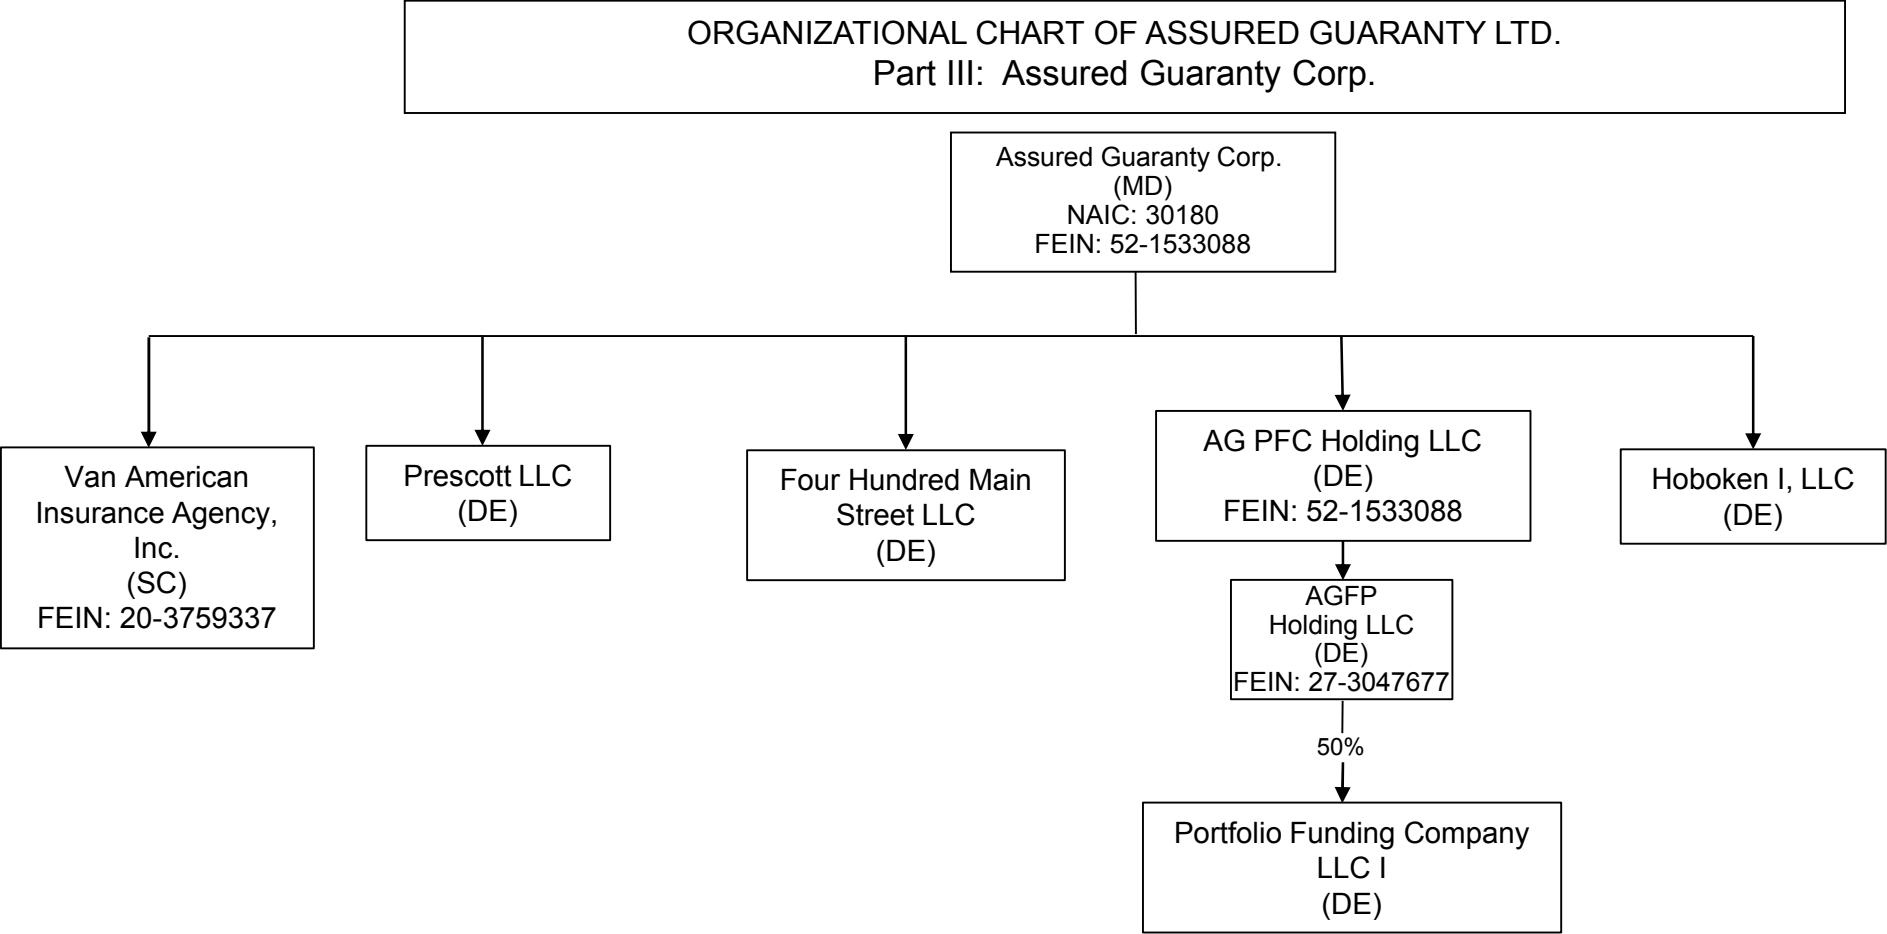 ORGANIZATIONAL CHART OF ASSURED GUARANTY LTD.
Part III:  Assured Guaranty Corp.
Assured Guaranty Corp.
(MD)
NAIC: 30180
FEIN: 52-1533088
Van American
Insurance Agency,
Inc.
(SC)
FEIN: 20-3759337
Prescott LLC
(DE)
Four Hundred Main
Street LLC
(DE)
AG PFC Holding LLC
(DE)
FEIN: 52-1533088
Hoboken I, LLC
(DE)
AGFP
Holding LLC
(DE)
FEIN: 27-3047677
50%
Portfolio Funding Company
LLC I
(DE)